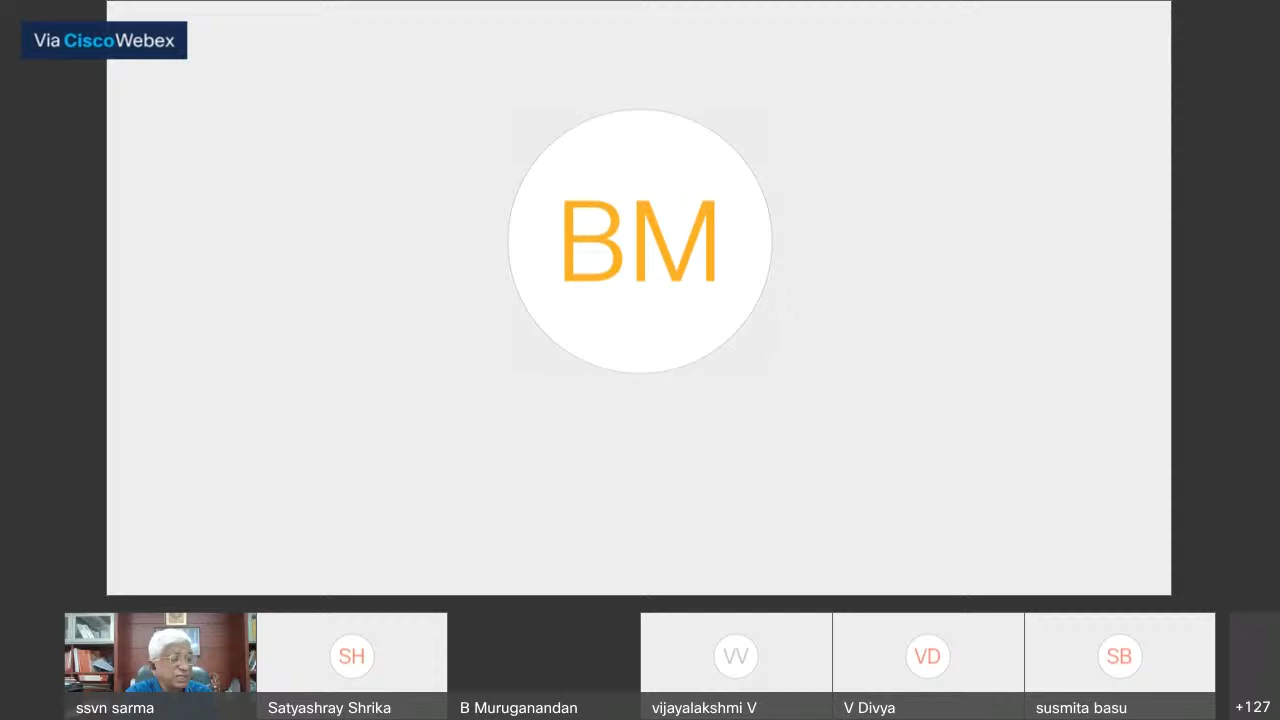 Via CiscoWebex
BM
SH
VV
VD
SB
ssvn sarma
Satyashray Shrika
B Muruganandan
vijayalakshmi V
V Divya
susmita basu
+127